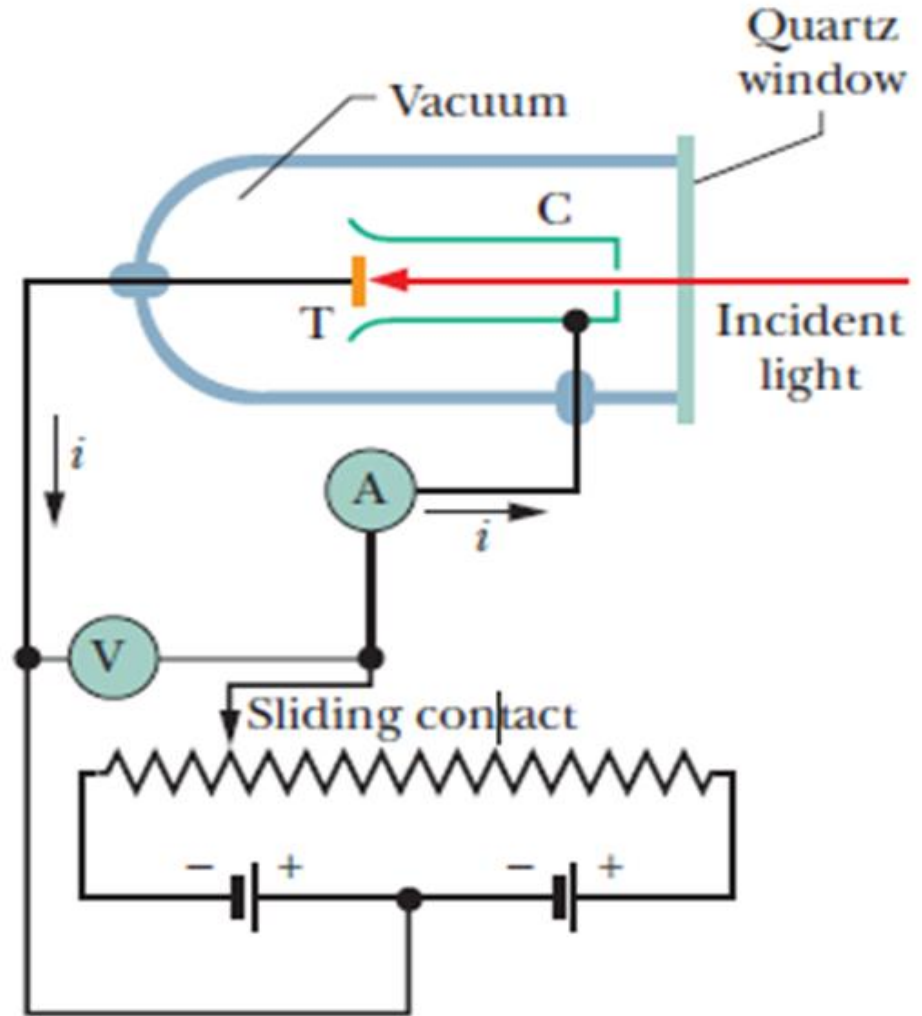 Quartz
window
Vacuum
C
T
Incident
light
i
A
i
V
Sliding contact
− +
− +